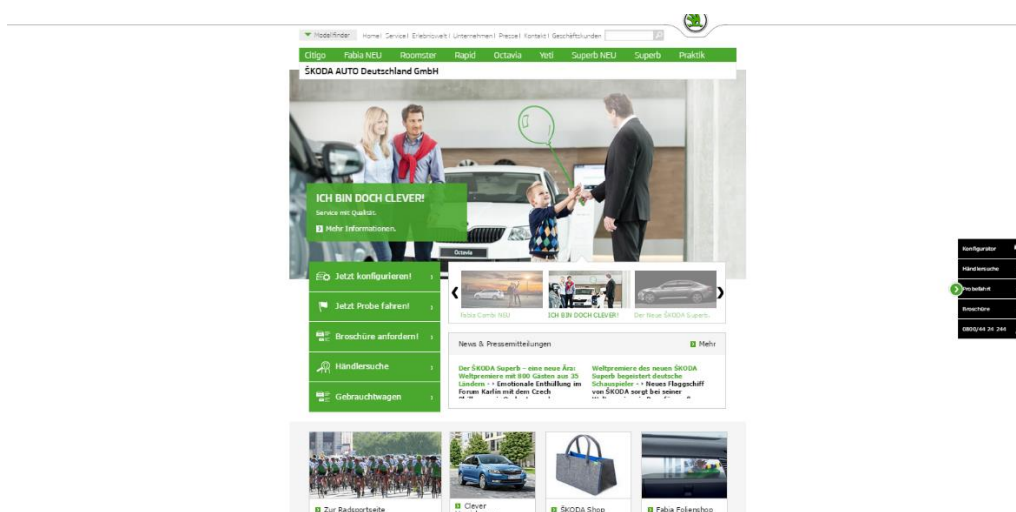 Modellfinder
Home| Service| Erlebniswelt| Unternehmen| Presse| Kontakt| Geschäftskunden
Citigo Fabia NEU Roomster Rapid Octavia Yeti Superb NEU Superb Praktik
ŠKODA AUTO Deutschland GmbH
ICH BIN DOCH CLEVER!
Service mit Qualität.
Mehr Informationen.
Octavia
Jetzt konfigurieren!
Jetzt Probe fahren!
Broschüre anfordern!
Händlersuche
Gebrauchtwagen
Fabia Combi NEU
ICH BIN DOCH CLEVER!
Der Neue ŠKODA Superb.
News & Pressemitteilungen
Mehr
Der ŠKODA Superb – eine neue Ära:
Weltpremiere mit 800 Gästen aus 35
Ländern - › Emotionale Enthüllung im
Forum Karlín mit dem Czech
Weltpremiere des neuen ŠKODA
Superb begeistert deutsche
Schauspieler - › Neues Flaggschiff
von ŠKODA sorgt bei seiner
Konfigurator
Händlersuche
Probefahrt
Broschüre
0800/44 24 244
Zur Radsportseite
Clever
ŠKODA Shop
Fabia Folienshop